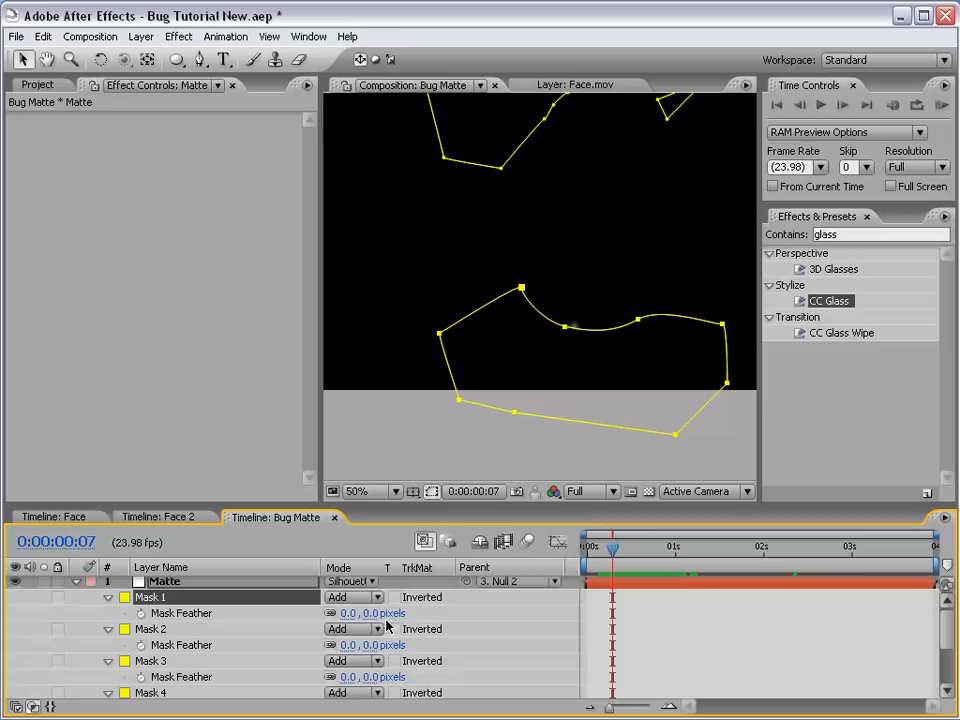 Adobe After Effects - Bug Tutorial New.aep *
File Edit Composition Layer Effect Animation View Window Help
T
Workspace: Standard
Project Effect Controls: Matte
Composition: Bug Matte Layer: Face.mov
Time Controls
Bug Matte * Matte
RAM Preview Options
Frame Rate Skip Resolution
(23.98) 0 Full
From Current Time Full Screen
Effects & Presets
Contains: glass
Perspective
3D Glasses
Stylize
CC Glass
Transition
CC Glass Wipe
50% 0:00:00:07 Full Active Camera
Timeline: Face Timeline: Face 2 Timeline: Bug Matte
0:00:00:07 (23.98 fps)
:00s 01s 02s 03s 04
# Layer Name Mode T TrkMat Parent
1 Matte Silhouet 3. Null 2
Mask 1 Add Inverted
Mask Feather 0.0, 0.0 pixels
Mask 2 Add Inverted
Mask Feather 0.0, 0.0 pixels
Mask 3 Add Inverted
Mask Feather 0.0, 0.0 pixels
Mask 4 Add Inverted